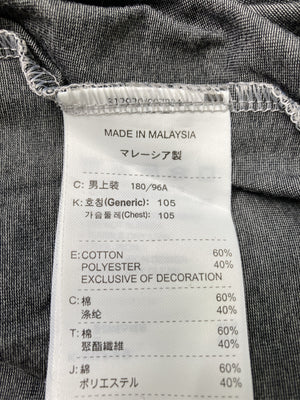 MADE IN MALAYSIA
マレーシア製
C: 男上裝 180/96A
K: 호칭(Generic): 105
가슴둘레(Chest): 105
E: COTTON 60%
POLYESTER 40%
EXCLUSIVE OF DECORATION
C: 棉 60%
涤纶 40%
T: 棉 60%
聚酯纖維 40%
J: 綿 60%
ポリエステル 40%